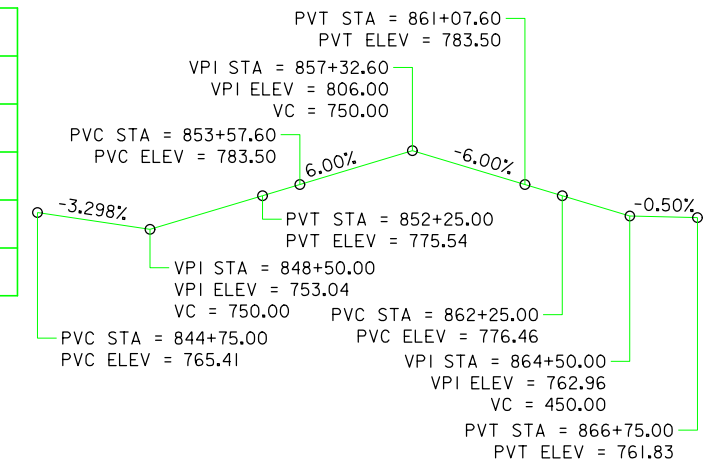 PVT STA = 861+07.60
PVT ELEV = 783.50
VPI STA = 857+32.60
VPI ELEV = 806.00
VC = 750.00
PVC STA = 853+57.60
PVC ELEV = 783.50
6.00%
-6.00%
-3.298%
-0.50%
PVT STA = 852+25.00
PVT ELEV = 775.54
VPI STA = 848+50.00
VPI ELEV = 753.04
VC = 750.00
PVC STA = 862+25.00
PVC ELEV = 776.46
PVC STA = 844+75.00
PVC ELEV = 765.41
VPI STA = 864+50.00
VPI ELEV = 762.96
VC = 450.00
PVT STA = 866+75.00
PVT ELEV = 761.83